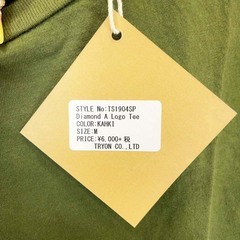 STYLE No:TS1904SP
Diamond A Logo Tee
COLOR:KAHKI
SIZE:M
PRICE:¥6.000+税
TRYON CO.,LTD